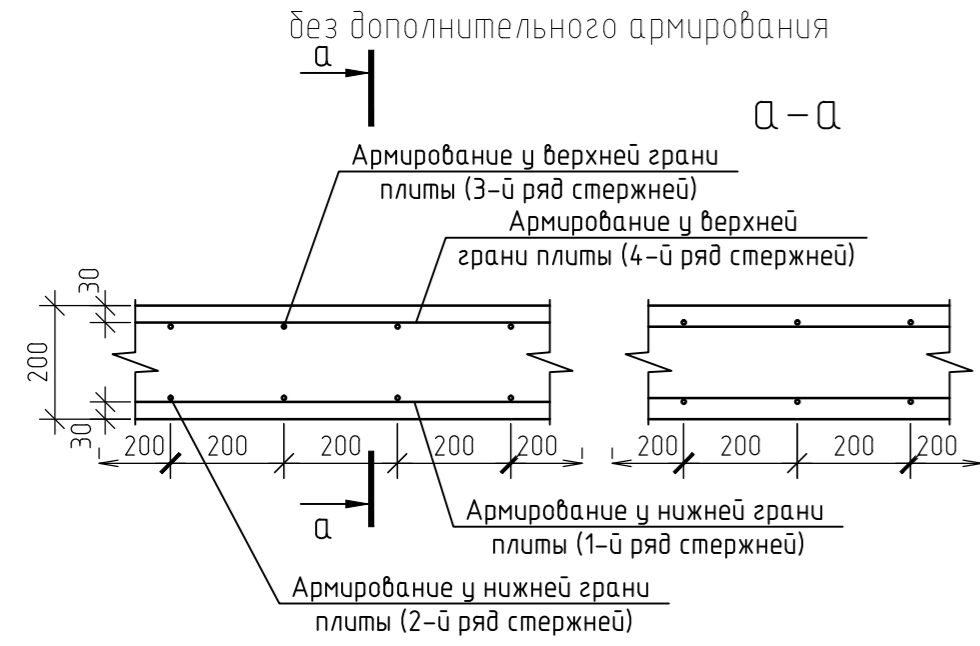 без дополнительного армирования
а
а-а
Армирование у верхней грани
плиты (3-й ряд стержней)
Армирование у верхней
грани плиты (4-й ряд стержней)
30
200
30
200 200 200 200 200
200 200 200
а
Армирование у нижней грани
плиты (1-й ряд стержней)
Армирование у нижней грани
плиты (2-й ряд стержней)